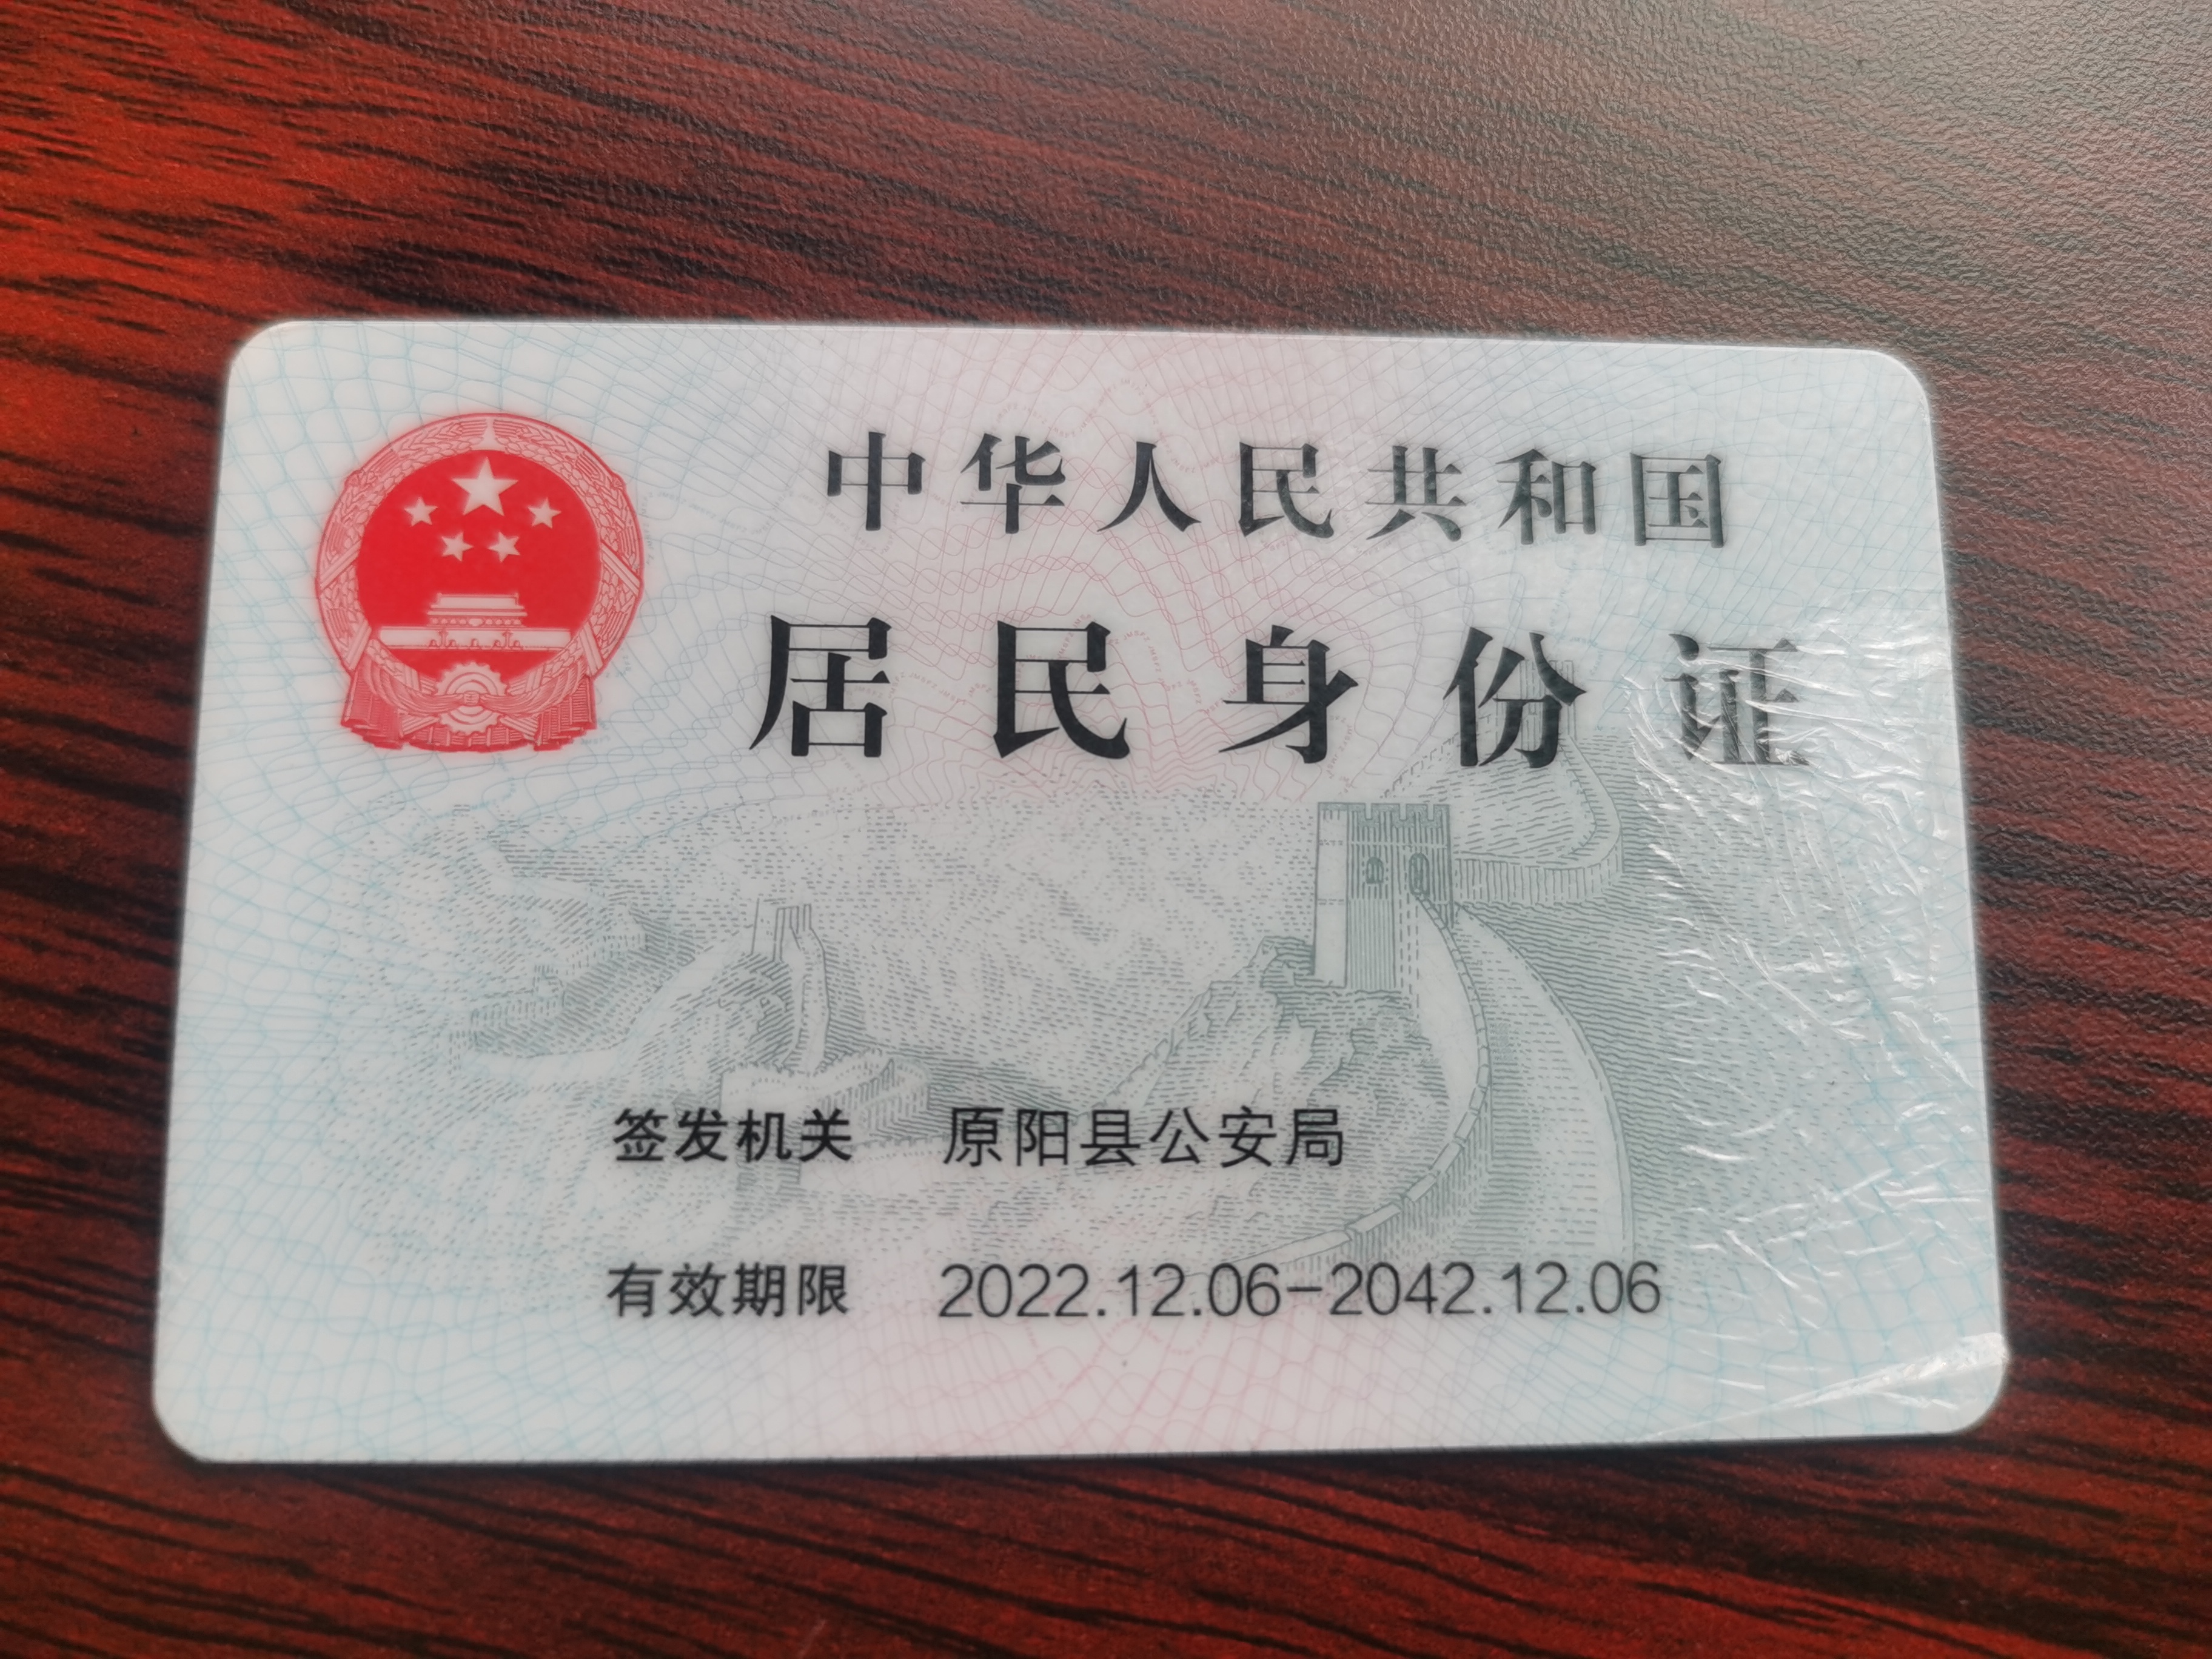 中华人民共和国
居民身份证
签发机关 原阳县公安局
有效期限 2022.12.06-2042.12.06